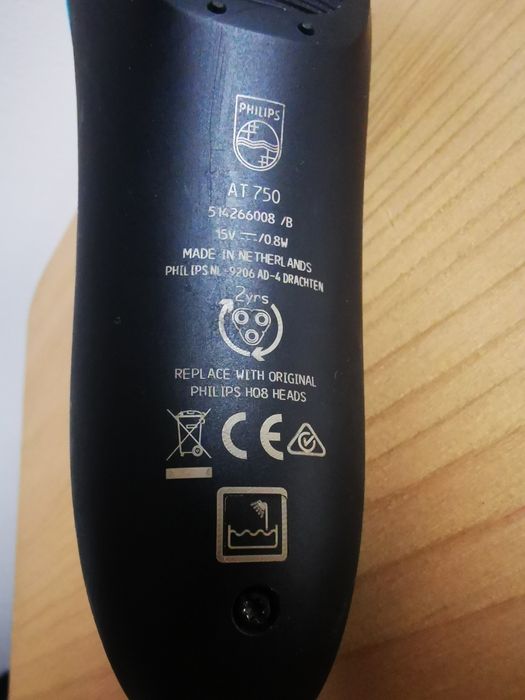 PHILIPS
AT 750
514266008 /B
15V ⎓/0.8W
MADE IN NETHERLANDS
PHILIPS NL-9206 AD-4 DRACHTEN
2yrs
REPLACE WITH ORIGINAL
PHILIPS HQ8 HEADS
CE